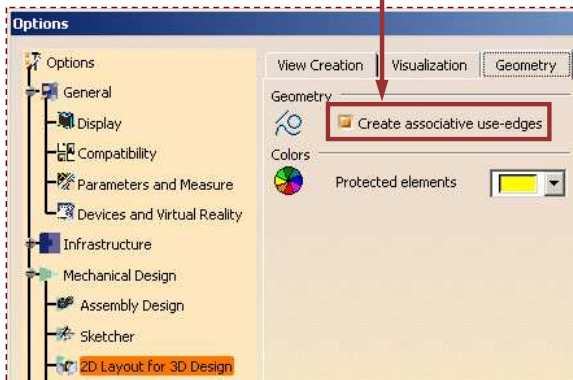 Options
Options
General
Display
Compatibility
Parameters and Measure
Devices and Virtual Reality
Infrastructure
Mechanical Design
Assembly Design
Sketcher
2D Layout for 3D Design
View Creation Visualization Geometry
Geometry
Create associative use-edges
Colors
Protected elements